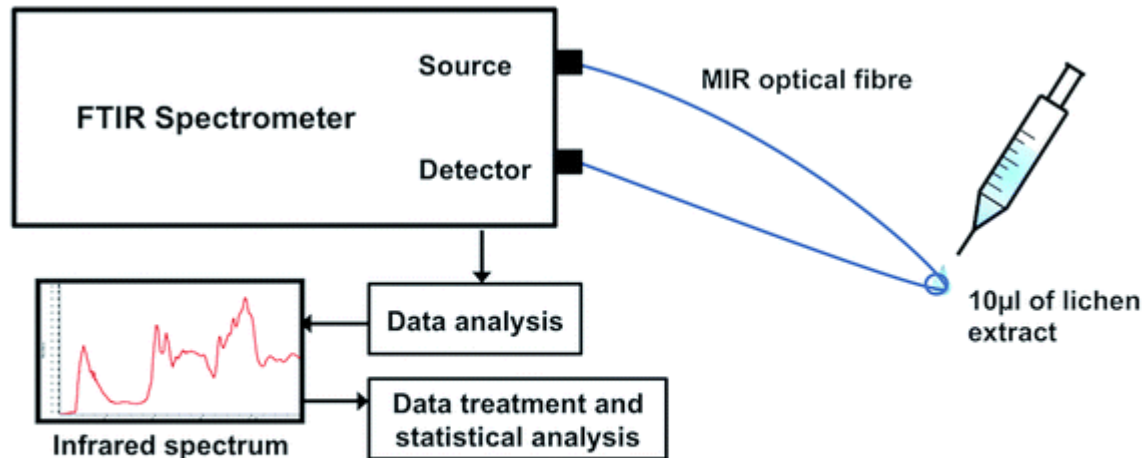 Source
MIR optical fibre
FTIR Spectrometer
Detector
10µl of lichen
extract
Data analysis
Data treatment and
statistical analysis
Infrared spectrum